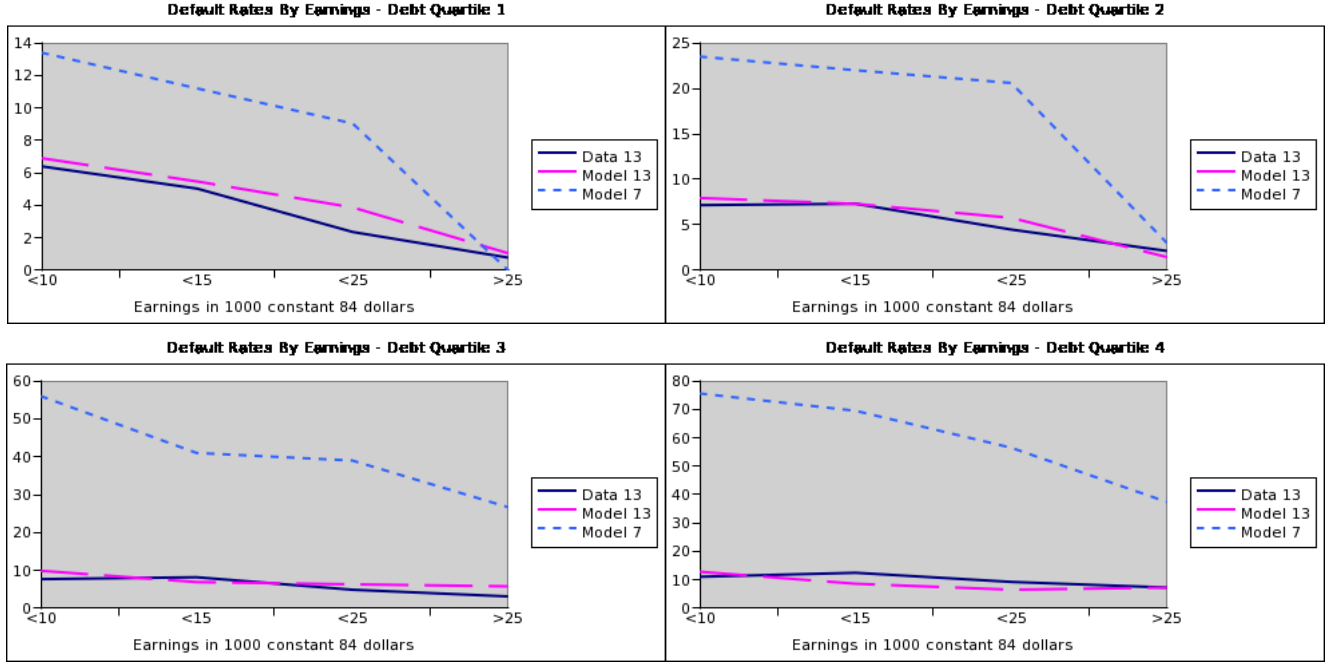 Default Rates By Earnings - Debt Quartile 1
14
12
10
8
6
4
2
0
<10
<15
<25
>25
Earnings in 1000 constant 84 dollars
Data 13
Model 13
Model 7
Default Rates By Earnings - Debt Quartile 2
25
20
15
10
5
0
<10
<15
<25
>25
Earnings in 1000 constant 84 dollars
Data 13
Model 13
Model 7
Default Rates By Earnings - Debt Quartile 3
60
50
40
30
20
10
0
<10
<15
<25
>25
Earnings in 1000 constant 84 dollars
Data 13
Model 13
Model 7
Default Rates By Earnings - Debt Quartile 4
80
70
60
50
40
30
20
10
0
<10
<15
<25
>25
Earnings in 1000 constant 84 dollars
Data 13
Model 13
Model 7